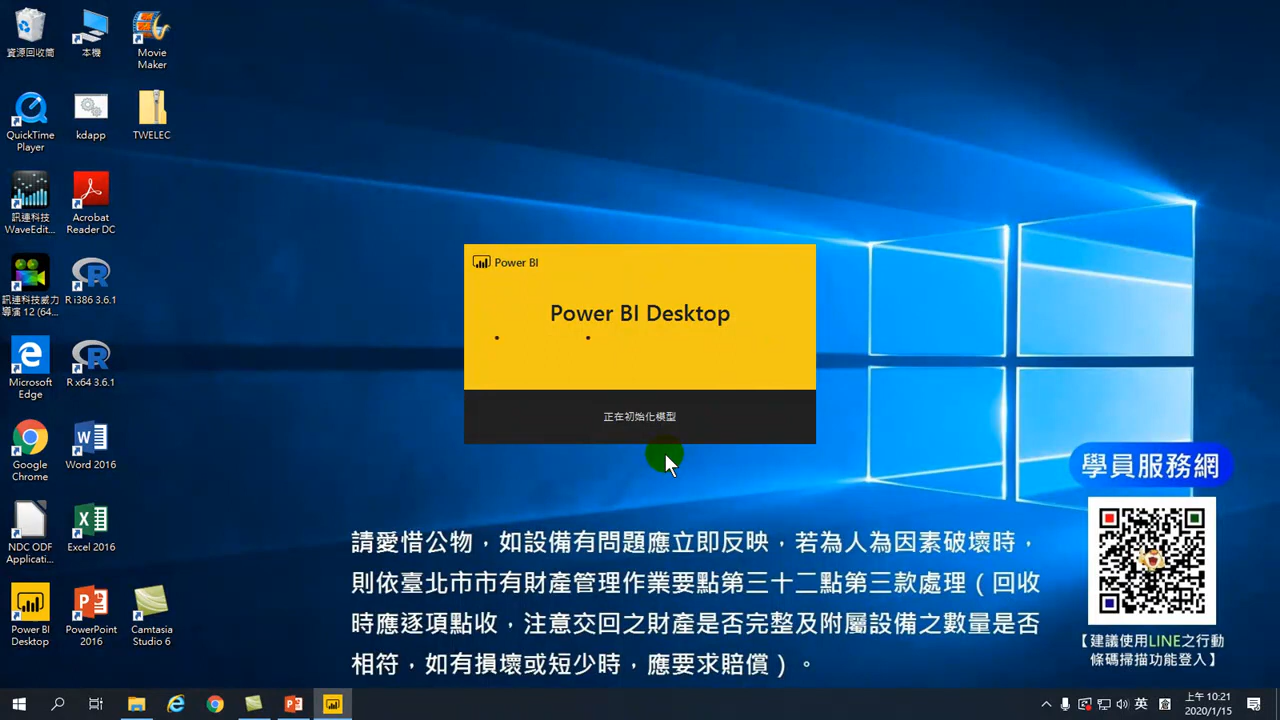 資源回收筒
本機
Movie
Maker
QuickTime
Player
kdapp
TWELEC
訊連科技
WaveEdit...
Acrobat
Reader DC
訊連科技威力
導演 12 (64...
R i386 3.6.1
Microsoft
Edge
R x64 3.6.1
Google
Chrome
Word 2016
NDC ODF
Applicati...
Excel 2016
Power BI
Desktop
PowerPoint
2016
Camtasia
Studio 6
Power BI
Power BI Desktop
正在初始化模型
學員服務網
請愛惜公物，如設備有問題應立即反映，若為人為因素破壞時，
則依臺北市市有財產管理作業要點第三十二點第三款處理（回收
時應逐項點收，注意交回之財產是否完整及附屬設備之數量是否
相符，如有損壞或短少時，應要求賠償）。
【建議使用LINE之行動
條碼掃描功能登入】
英
上午 10:21
2020/1/15